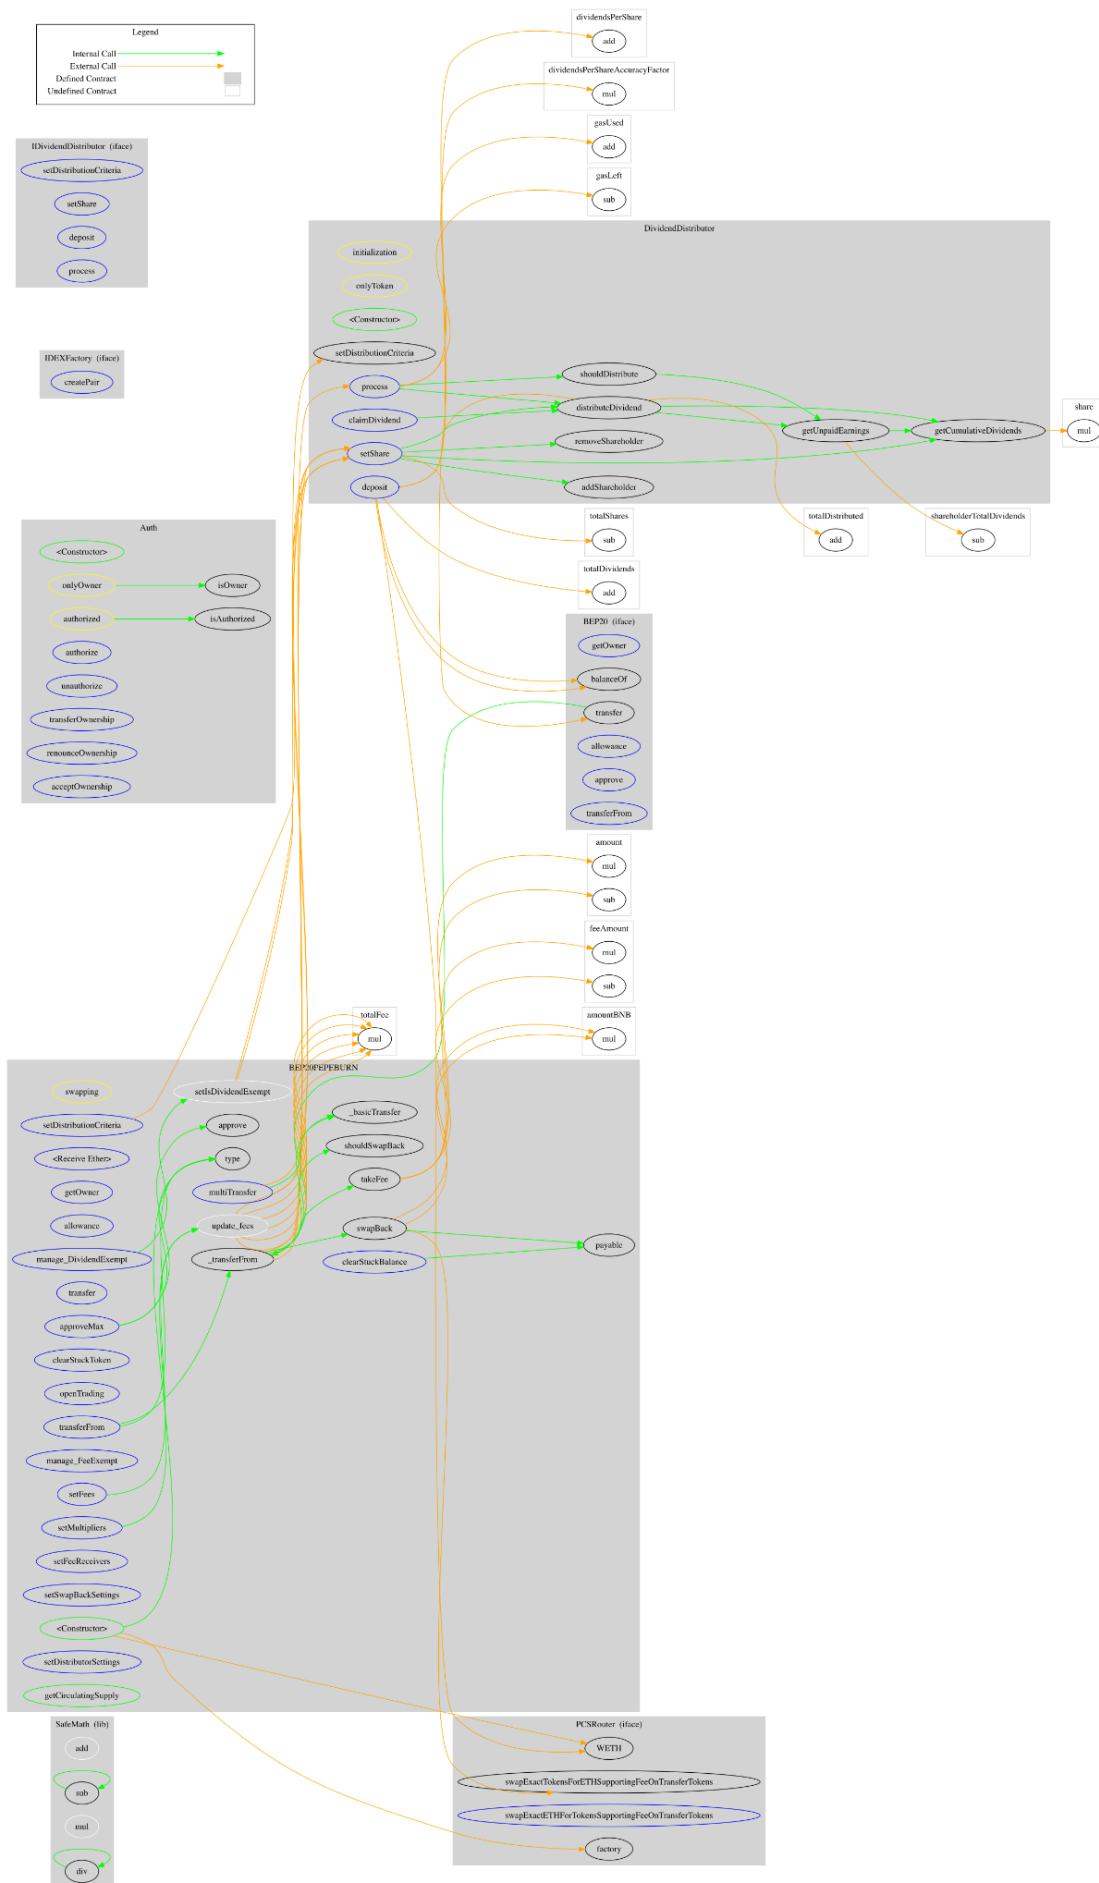 Legend
Internal Call
External Call
Defined Contract
Undefined Contract
IDividendDistributor (iface)
setDistributionCriteria
setShare
deposit
process
IDEXFactory (iface)
createPair
Auth
<Constructor>
onlyOwner
isOwner
authorized
isAuthorized
authorize
unauthorize
transferOwnership
renounceOwnership
acceptOwnership
dividendsPerShare
add
dividendsPerShareAccuracyFactor
mul
gasUsed
add
gasLeft
sub
DividendDistributor
initialization
onlyToken
<Constructor>
setDistributionCriteria
process
claimDividend
setShare
deposit
shouldDistribute
distributeDividend
removeShareholder
addShareholder
getUnpaidEarnings
getCumulativeDividends
share
mul
totalShares
sub
totalDistributed
add
shareholderTotalDividends
sub
totalDividends
add
BEP20 (iface)
getOwner
balanceOf
transfer
allowance
approve
transferFrom
amount
mul
sub
feeAmount
mul
sub
amountBNB
mul
totalFee
mul
BEP20PEPEBURN
swapping
setDistributionCriteria
<Receive Ether>
getOwner
allowance
manage_DividendExempt
transfer
approveMax
clearStuckToken
openTrading
transferFrom
manage_FeeExempt
setFees
setMultipliers
setFeeReceivers
setSwapBackSettings
<Constructor>
setDistributorSettings
getCirculatingSupply
setIsDividendExempt
approve
type
multiTransfer
update_fees
_transferFrom
_basicTransfer
shouldSwapBack
takeFee
swapBack
clearStuckBalance
payable
SafeMath (lib)
add
sub
mul
div
PCSRouter (iface)
WETH
swapExactTokensForETHSupportingFeeOnTransferTokens
swapExactETHForTokensSupportingFeeOnTransferTokens
factory